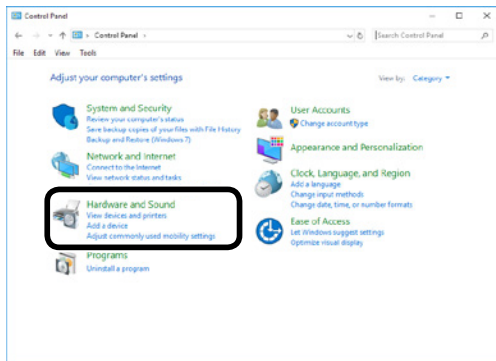 Control Panel
Control Panel
Search Control Panel
File Edit View Tools
Adjust your computer's settings
View by: Category
System and Security
Review your computer's status
Save backup copies of your files with File History
Backup and Restore (Windows 7)
Network and Internet
Connect to the Internet
View network status and tasks
Hardware and Sound
View devices and printers
Add a device
Adjust commonly used mobility settings
Programs
Uninstall a program
User Accounts
Change account type
Appearance and Personalization
Clock, Language, and Region
Add a language
Change input methods
Change date, time, or number formats
Ease of Access
Let Windows suggest settings
Optimize visual display